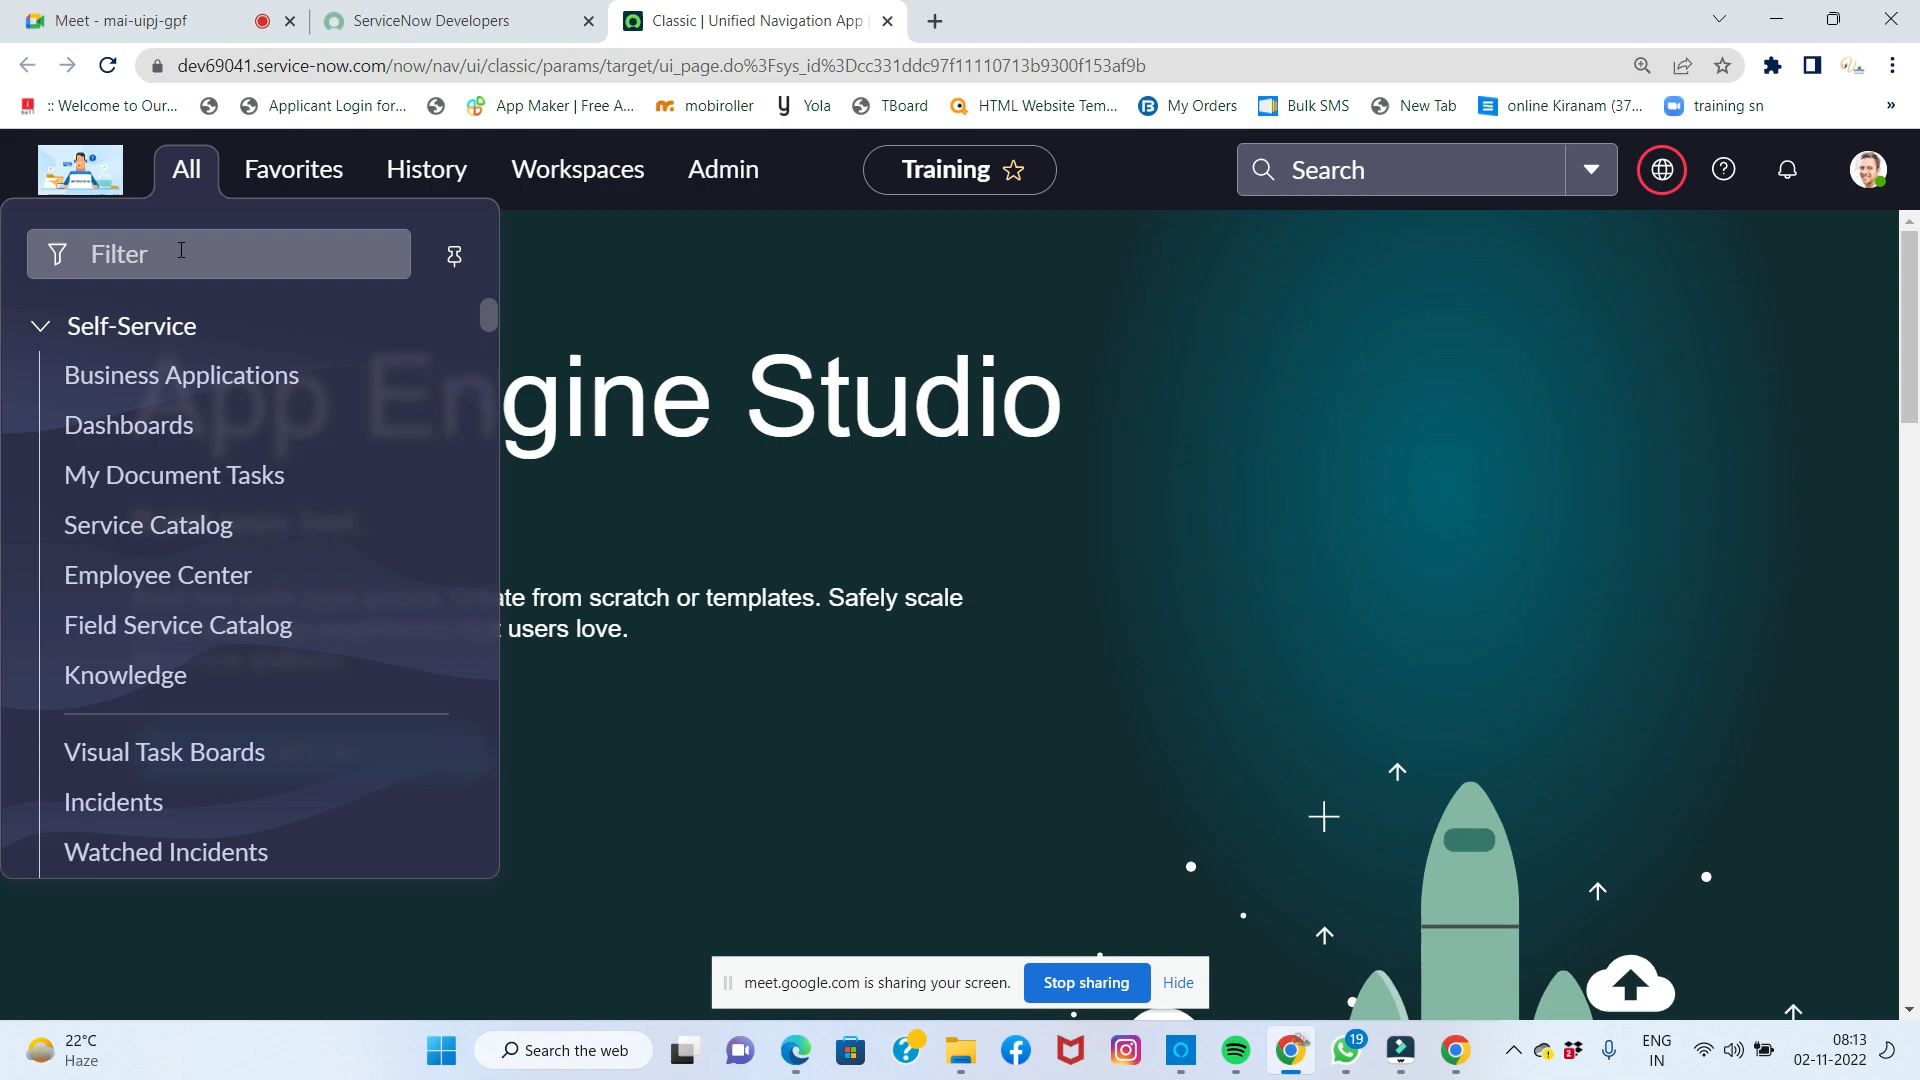 Meet - mai-uipj-gpf
ServiceNow Developers
Classic | Unified Navigation App
dev69041.service-now.com/now/nav/ui/classic/params/target/ui_page.do%3Fsys_id%3Dcc331ddc97f11110713b9300f153af9b
:: Welcome to Our...
Applicant Login for...
App Maker | Free A...
mobiroller
Yola
TBoard
HTML Website Tem...
My Orders
Bulk SMS
New Tab
online Kiranam (37...
training sn
»
All
Favorites
History
Workspaces
Admin
Training
Search
Filter
Self-Service
Business Applications
Dashboards
My Document Tasks
Service Catalog
Employee Center
Field Service Catalog
Knowledge
Visual Task Boards
Incidents
Watched Incidents
App Engine Studio
ate from scratch or templates. Safely scale
users love.
meet.google.com is sharing your screen.
Stop sharing
Hide
22°C
Haze
Search the web
19
2
ENG
IN
08:13
02-11-2022